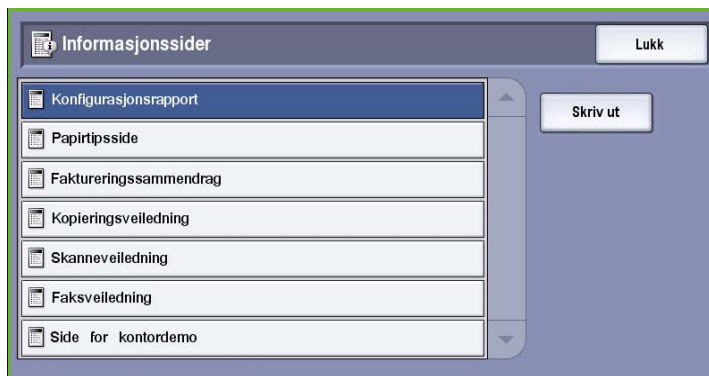 Informasjonssider
Lukk
Konfigurasjonsrapport
Skriv ut
Papirtipsside
Faktureringssammendrag
Kopieringsveiledning
Skanneveiledning
Faksveiledning
Side for kontordemo